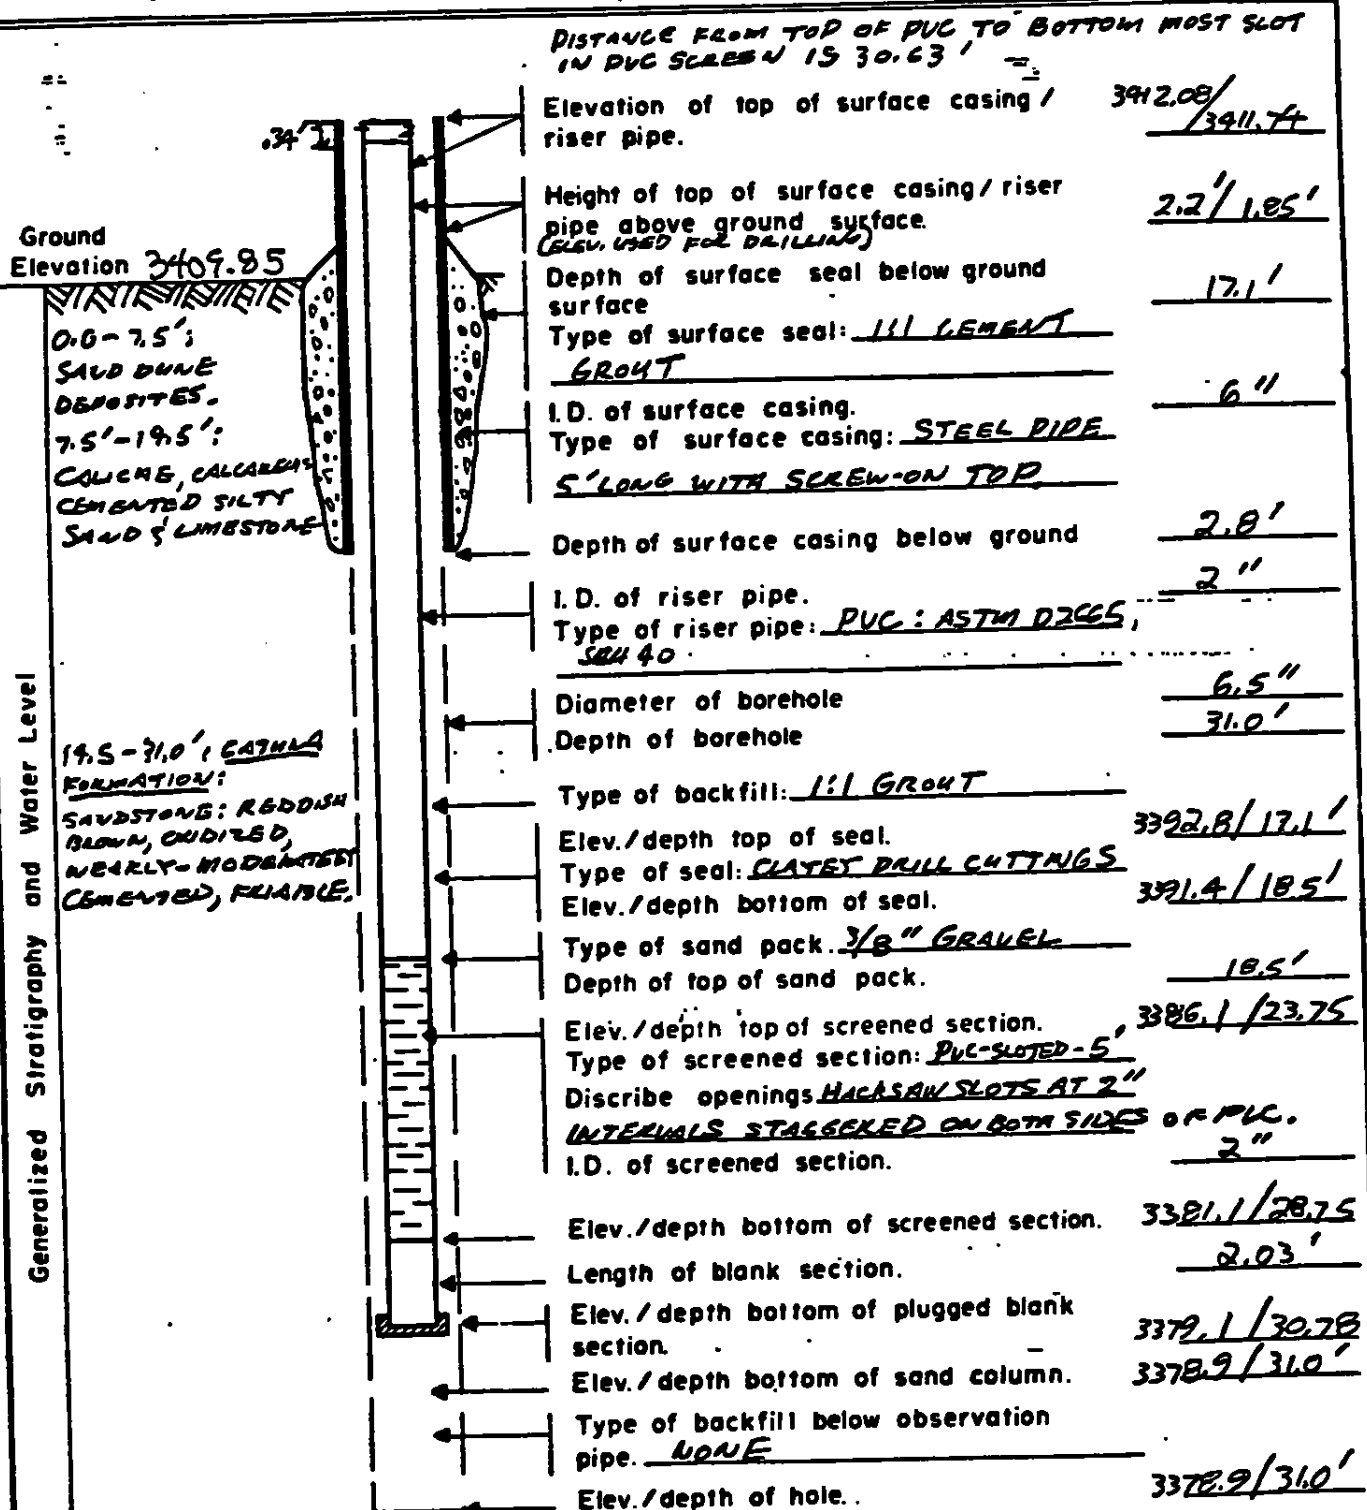 DISTANCE FROM TOP OF PVC TO BOTTOM MOST SLOT
IN PVC SCREEN IS 30.63'
Elevation of top of surface casing /
riser pipe.
3412.08/
/3411.74
.34'
Height of top of surface casing / riser
pipe above ground surface.
2.2'/1.85'
(ELEV. USED FOR DRILLING)
Ground
Elevation 3409.85
Depth of surface seal below ground
surface
17.1'
Type of surface seal: 1:1 CEMENT
GROUT
0.0-7.5';
SAND DUNE
DEPOSITES.
7.5'-19.5':
CALICHE, CALCAREOUS
CEMENTED SILTY
SAND & LIMESTONE
I.D. of surface casing.
6"
Type of surface casing: STEEL PIPE
5' LONG WITH SCREW-ON TOP
Depth of surface casing below ground
2.8'
I.D. of riser pipe.
2"
Type of riser pipe: PVC: ASTM D2665,
SCH 40
Diameter of borehole
6.5"
Depth of borehole
31.0'
Generalized Stratigraphy and Water Level
19.5-31.0';
FORMATION:
SANDSTONE: REDDISH
BROWN, OXIDIZED,
WEAKLY-MODERATELY
CEMENTED, FRIABLE.
Type of backfill: 1:1 GROUT
Elev./depth top of seal.
3392.8/17.1'
Type of seal: CLAYEY DRILL CUTTINGS
Elev./depth bottom of seal.
3391.4/18.5'
Type of sand pack. 3/8" GRAVEL
Depth of top of sand pack.
18.5'
Elev./depth top of screened section.
3386.1/23.75
Type of screened section: PVC-SLOTED-5'
Discribe openings HACKSAW SLOTS AT 2"
INTERVALS STAGGERED ON BOTH SIDES OF PVC.
I.D. of screened section.
2"
Elev./depth bottom of screened section.
3381.1/28.75
Length of blank section.
2.03'
Elev./depth bottom of plugged blank
section.
3379.1/30.78
Elev./depth bottom of sand column.
3378.9/31.0'
Type of backfill below observation
pipe. NONE
Elev./depth of hole.
3378.9/31.0'